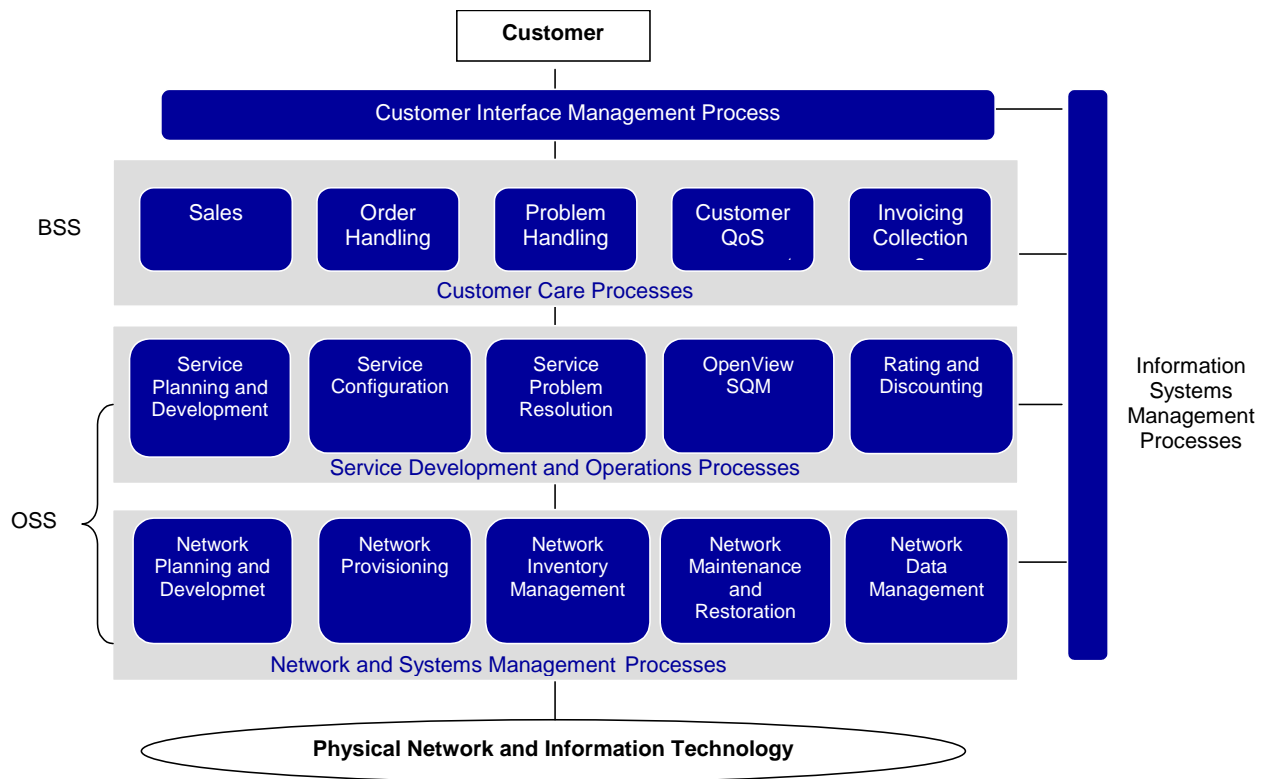 Customer
Customer Interface Management Process
BSS
Sales
Order
Handling
Problem
Handling
Customer
QoS
Invoicing
Collection
Customer Care Processes
Service
Planning and
Development
Service
Configuration
Service
Problem
Resolution
OpenView
SQM
Rating and
Discounting
Service Development and Operations Processes
Information
Systems
Management
Processes
OSS
Network
Planning and
Developmet
Network
Provisioning
Network
Inventory
Management
Network
Maintenance
and
Restoration
Network
Data
Management
Network and Systems Management Processes
Physical Network and Information Technology